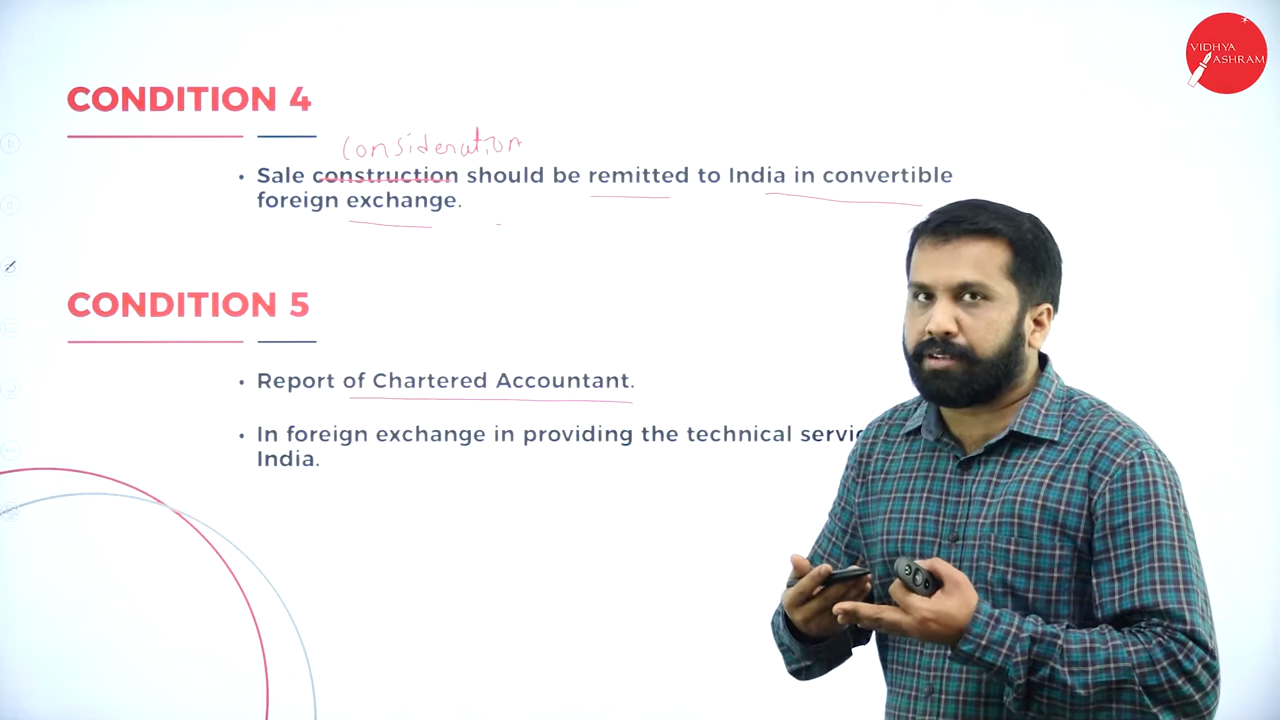 VIDHYA
ASHRAM
CONDITION 4
consideration
Sale construction should be remitted to India in convertible
foreign exchange.
CONDITION 5
Report of Chartered Accountant.
In foreign exchange in providing the technical
India.